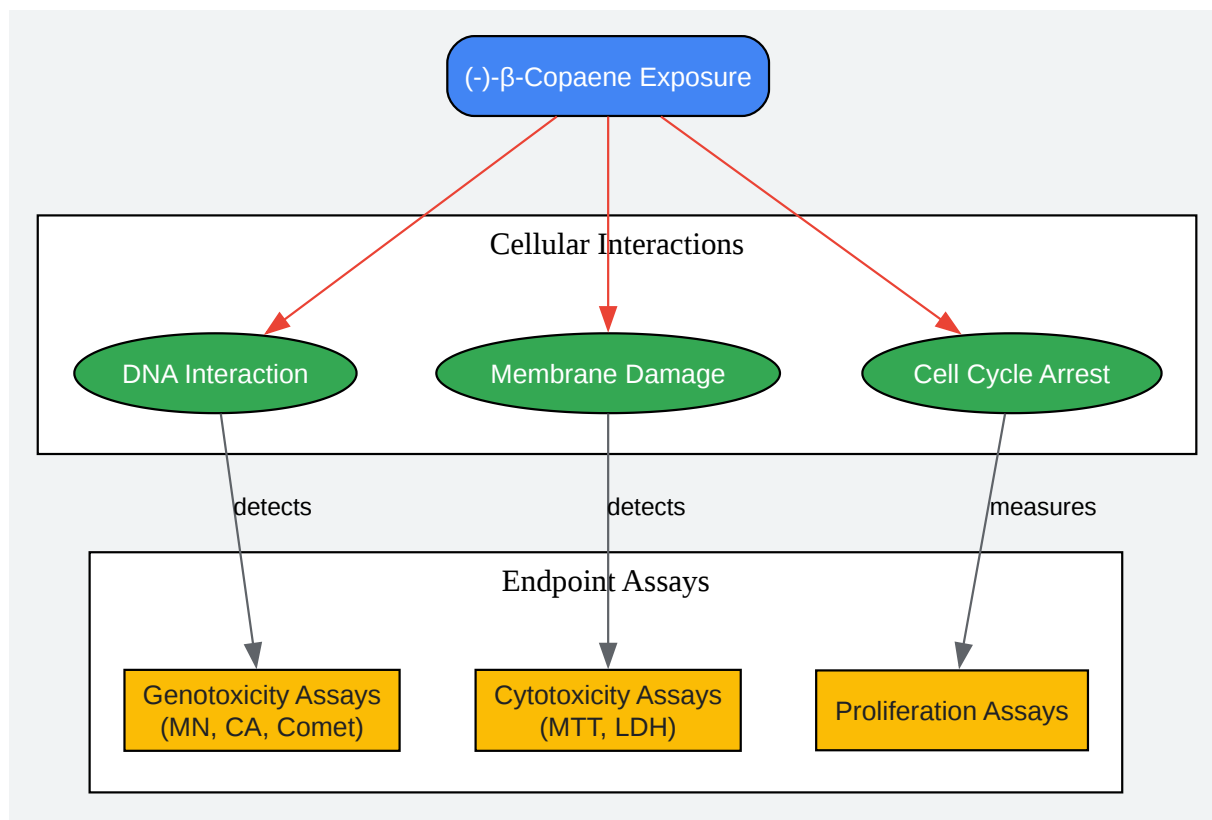 (-)-β-Copaene Exposure
Cellular Interactions
DNA Interaction
Membrane Damage
Cell Cycle Arrest
detects
detects
measures
Endpoint Assays
Genotoxicity Assays
(MN, CA, Comet)
Cytotoxicity Assays
(MTT, LDH)
Proliferation Assays